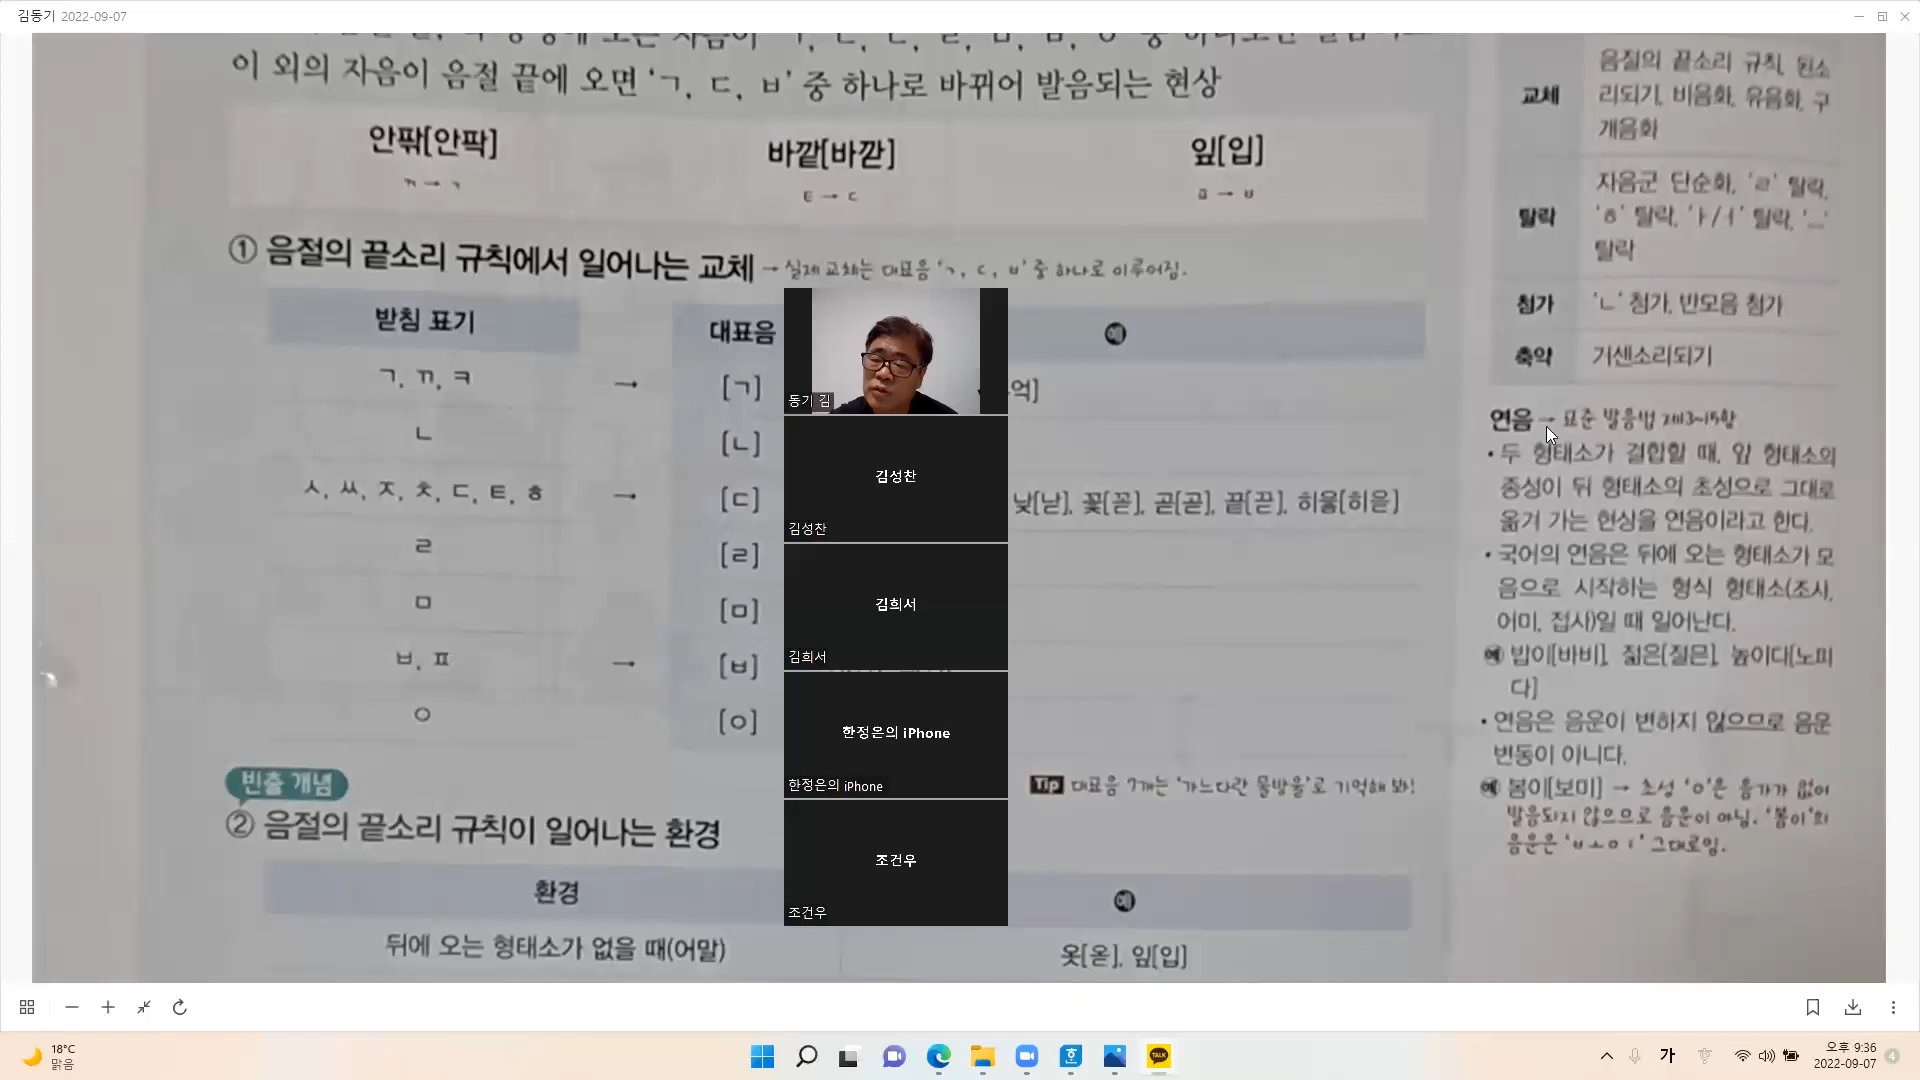 김동기 2022-09-07
이 외의 자음이 음절 끝에 오면 ‘ㄱ, ㄷ, ㅂ’ 중 하나로 바뀌어 발음되는 현상
안팎[안팍]
바깥[바깓]
잎[입]
ㄲ → ㄱ
ㅌ → ㄷ
ㅍ → ㅂ
① 음절의 끝소리 규칙에서 일어나는 교체 → 실제 교체는 대표음 ‘ㄱ, ㄷ, ㅂ’ 중 하나로 이루어짐.
받침 표기
대표음
예
ㄱ, ㄲ, ㅋ → [ㄱ]
억]
ㄴ [ㄴ]
ㅅ, ㅆ, ㅈ, ㅊ, ㄷ, ㅌ, ㅎ → [ㄷ]
낮[낟], 꽃[꼳], 곧[곧], 끝[끋], 히읗[히읃]
ㄹ [ㄹ]
ㅁ [ㅁ]
ㅂ, ㅍ → [ㅂ]
ㅇ [ㅇ]
Tip 대표음 7개는 ‘가느다란 물방울’로 기억해 봐!
빈출 개념
② 음절의 끝소리 규칙이 일어나는 환경
환경
예
뒤에 오는 형태소가 없을 때(어말)
옷[옫], 잎[입]
교체
음절의 끝소리 규칙, 된소
리되기, 비음화, 유음화, 구
개음화
탈락
자음군 단순화, ‘ㄹ’ 탈락,
‘ㅎ’ 탈락, ‘ㅏ/ㅓ’ 탈락, ‘ㅡ’
탈락
첨가
‘ㄴ’ 첨가, 반모음 첨가
축약
거센소리되기
연음 → 표준 발음법 제13~15항
• 두 형태소가 결합할 때, 앞 형태소의
종성이 뒤 형태소의 초성으로 그대로
옮겨 가는 현상을 연음이라고 한다.
• 국어의 연음은 뒤에 오는 형태소가 모
음으로 시작하는 형식 형태소(조사,
어미, 접사)일 때 일어난다.
예 밥이[바비], 젊은[절믄], 높이다[노피
다]
• 연음은 음운이 변하지 않으므로 음운
변동이 아니다.
예 봄이[보미] → 초성 ‘ㅇ’은 음가가 없어
발음되지 않으므로 음운이 아님. ‘봄이’의
음운은 ‘ㅂㅗㅁㅣ’ 그대로임.
동기 김
김성찬
김성찬
김희서
김희서
한정은의 iPhone
한정은의 iPhone
조건우
조건우
18°C
맑음
TALK
가
오후 9:36
2022-09-07
4